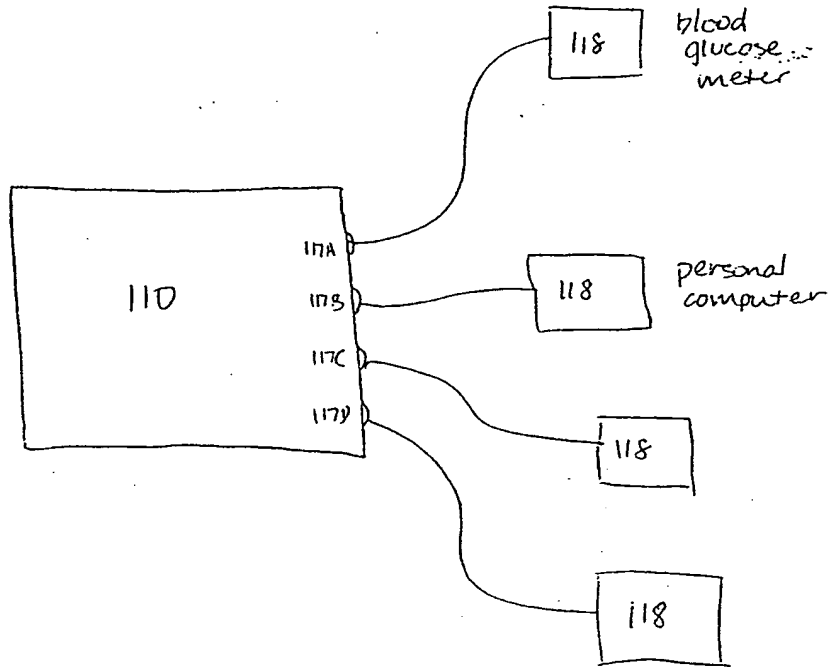 118
blood
glucose
meter
117A
110
117B
118
personal
computer
117C
117D
118
118